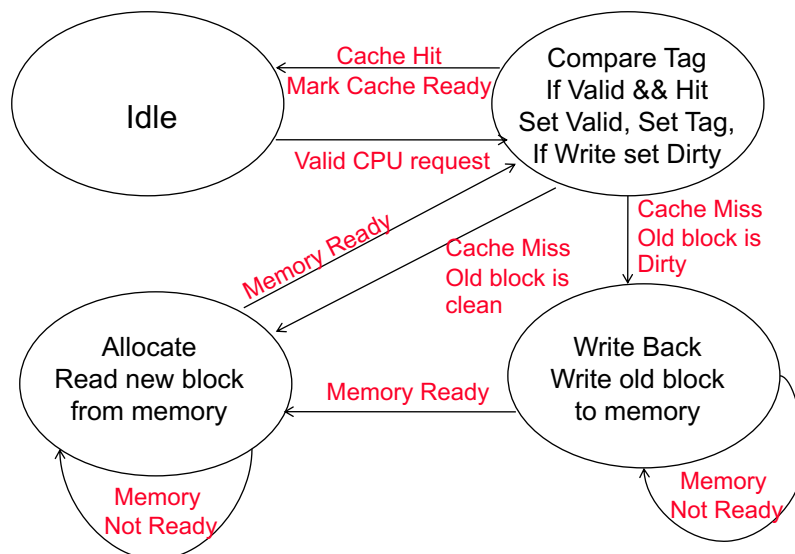 Idle
Cache Hit
Mark Cache Ready
Valid CPU request
Compare Tag
If Valid && Hit
Set Valid, Set Tag,
If Write set Dirty
Memory Ready
Cache Miss
Old block is
clean
Cache Miss
Old block is
Dirty
Allocate
Read new block
from memory
Memory Ready
Write Back
Write old block
to memory
Memory
Not Ready
Memory
Not Ready